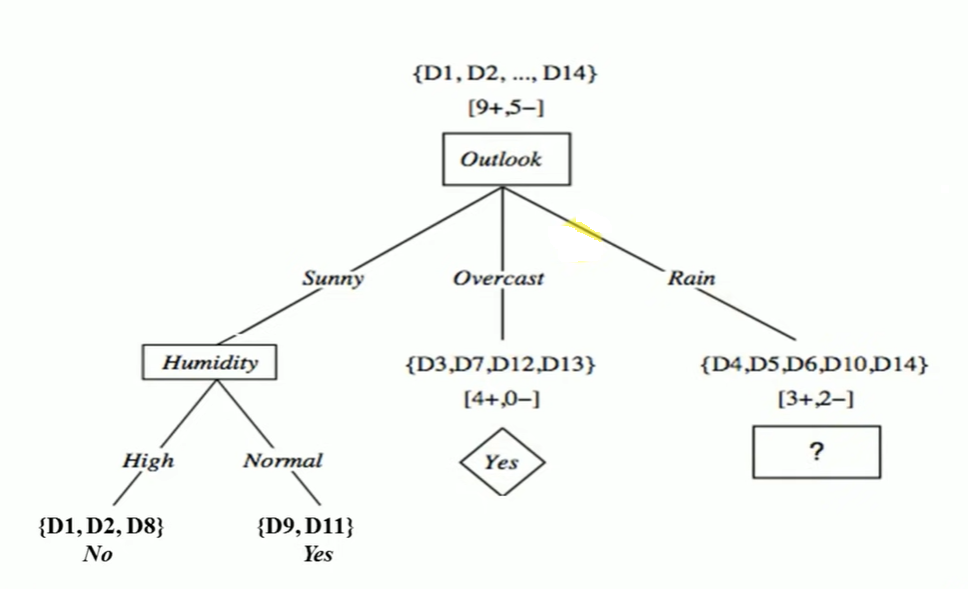 {D1, D2, ..., D14}
[9+,5−]
Outlook
Sunny
Overcast
Rain
Humidity
{D3,D7,D12,D13}
{D4,D5,D6,D10,D14}
[4+,0−]
[3+,2−]
High
Normal
Yes
?
{D1, D2, D8}
{D9, D11}
No
Yes